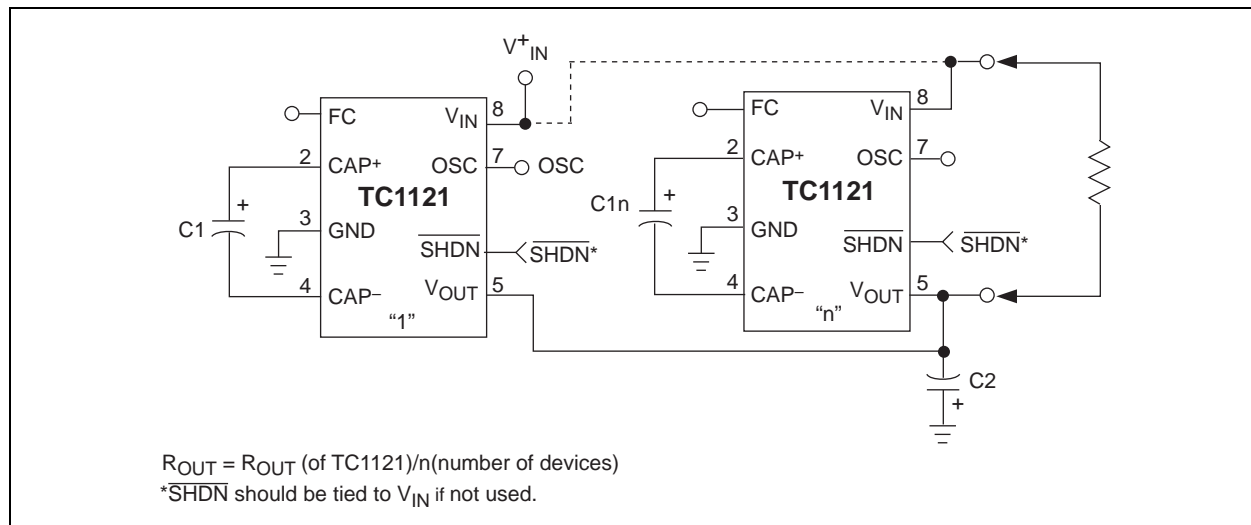 V+IN
FC
VIN
8
2
CAP+
OSC
7
OSC
TC1121
C1
+
3
GND
SHDN
SHDN*
4
CAP–
VOUT
5
“1”
FC
VIN
8
2
CAP+
OSC
7
TC1121
C1n
+
3
GND
SHDN
SHDN*
4
CAP–
VOUT
5
“n”
C2
+
ROUT = ROUT (of TC1121)/n(number of devices)
*SHDN should be tied to VIN if not used.